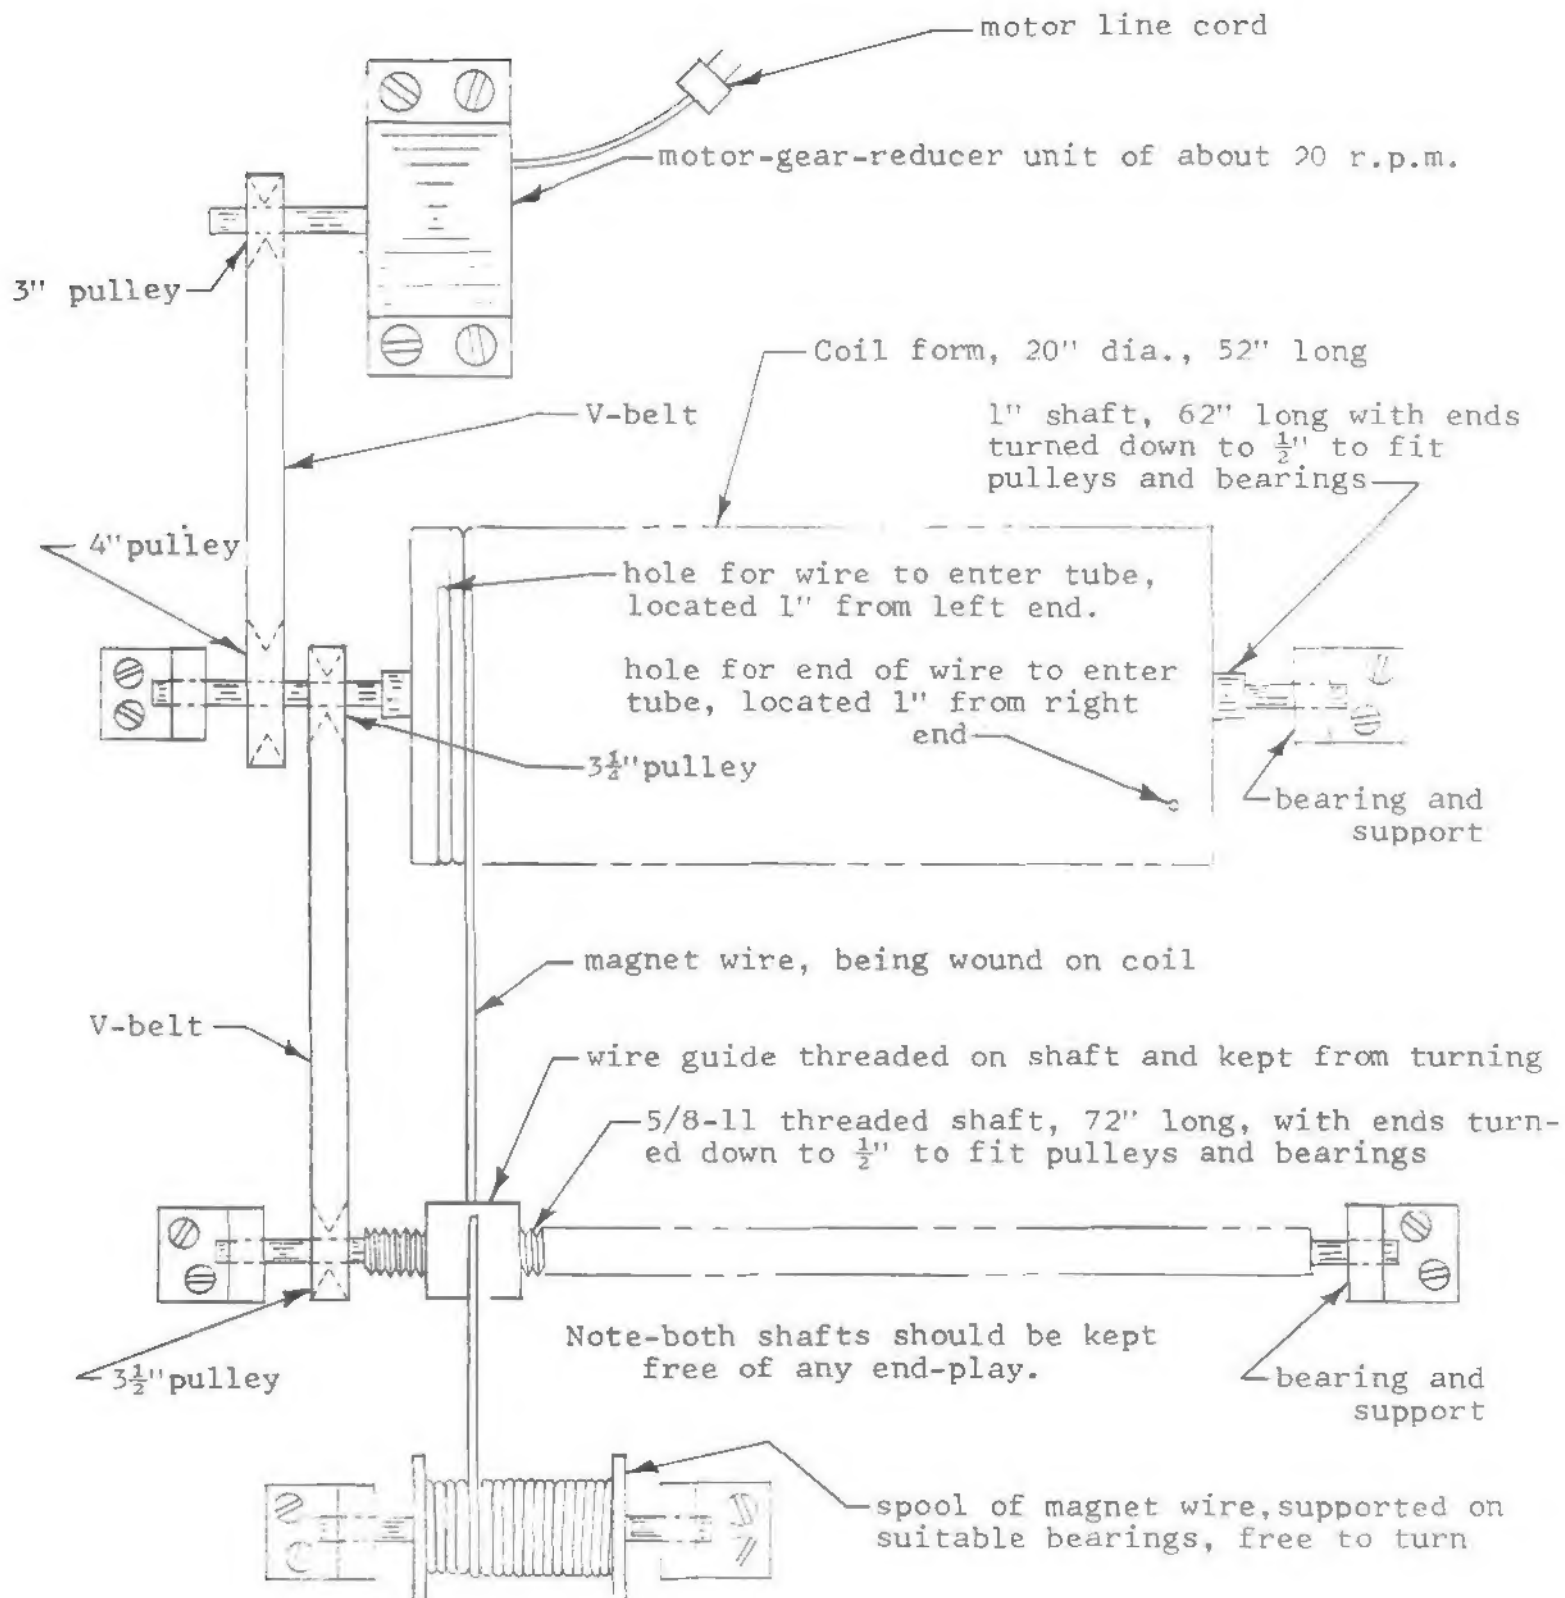 motor line cord
motor-gear-reducer unit of about 20 r.p.m.
3" pulley
Coil form, 20" dia., 52" long
V-belt
1" shaft, 62" long with ends
turned down to ½" to fit
pulleys and bearings
4"pulley
hole for wire to enter tube,
located 1" from left end.
hole for end of wire to enter
tube, located 1" from right
end
3¼"pulley
bearing and
support
magnet wire, being wound on coil
V-belt
wire guide threaded on shaft and kept from turning
5/8-11 threaded shaft, 72" long, with ends turn-
ed down to ½" to fit pulleys and bearings
Note-both shafts should be kept
free of any end-play.
3½"pulley
bearing and
support
spool of magnet wire, supported on
suitable bearings, free to turn